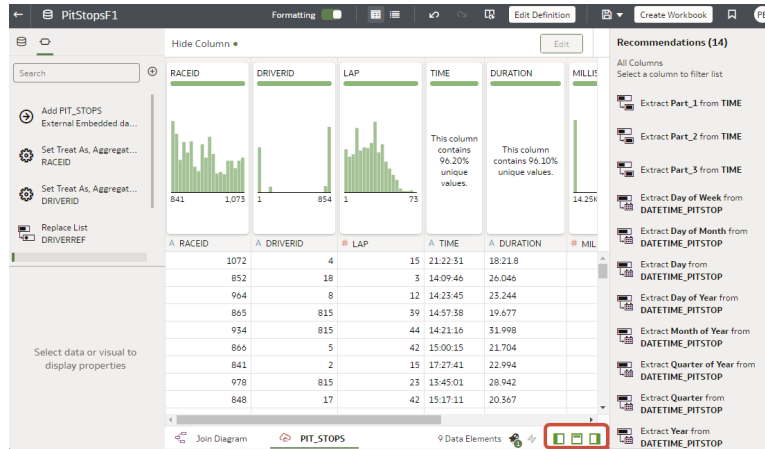 PitStopsF1
Formatting
Edit Definition
Create Workbook
Search
Add PIT_STOPS
External Embedded da...
Set Treat As, Aggregat...
RACEID
Set Treat As, Aggregat...
DRIVERID
Replace List
DRIVERREF
Select data or visual to
display properties
Hide Column
Edit
RACEID DRIVERID LAP TIME DURATION MILLIS
This column
contains
96.20%
unique
values.
This column
contains 96.10%
unique values.
841 1,073 1 854 1 73 14.25K
A RACEID A DRIVERID # LAP A TIME A DURATION # MIL
1072 4 15 21:22:31 18:21.8
852 18 3 14:09:46 26.046
964 8 12 14:23:45 23.244
865 815 39 14:57:38 19.677
934 815 44 14:21:16 31.998
866 5 42 15:00:15 21.704
841 2 15 17:27:41 22.994
978 815 23 13:45:01 28.942
848 17 42 15:17:11 20.367
Join Diagram PIT_STOPS 9 Data Elements
Recommendations (14)
All Columns
Select a column to filter list
Extract Part_1 from TIME
Extract Part_2 from TIME
Extract Part_3 from TIME
Extract Day of Week from
DATETIME_PITSTOP
Extract Day of Month from
DATETIME_PITSTOP
Extract Day from
DATETIME_PITSTOP
Extract Day of Year from
DATETIME_PITSTOP
Extract Month of Year from
DATETIME_PITSTOP
Extract Quarter of Year from
DATETIME_PITSTOP
Extract Quarter from
DATETIME_PITSTOP
Extract Year from
DATETIME_PITSTOP